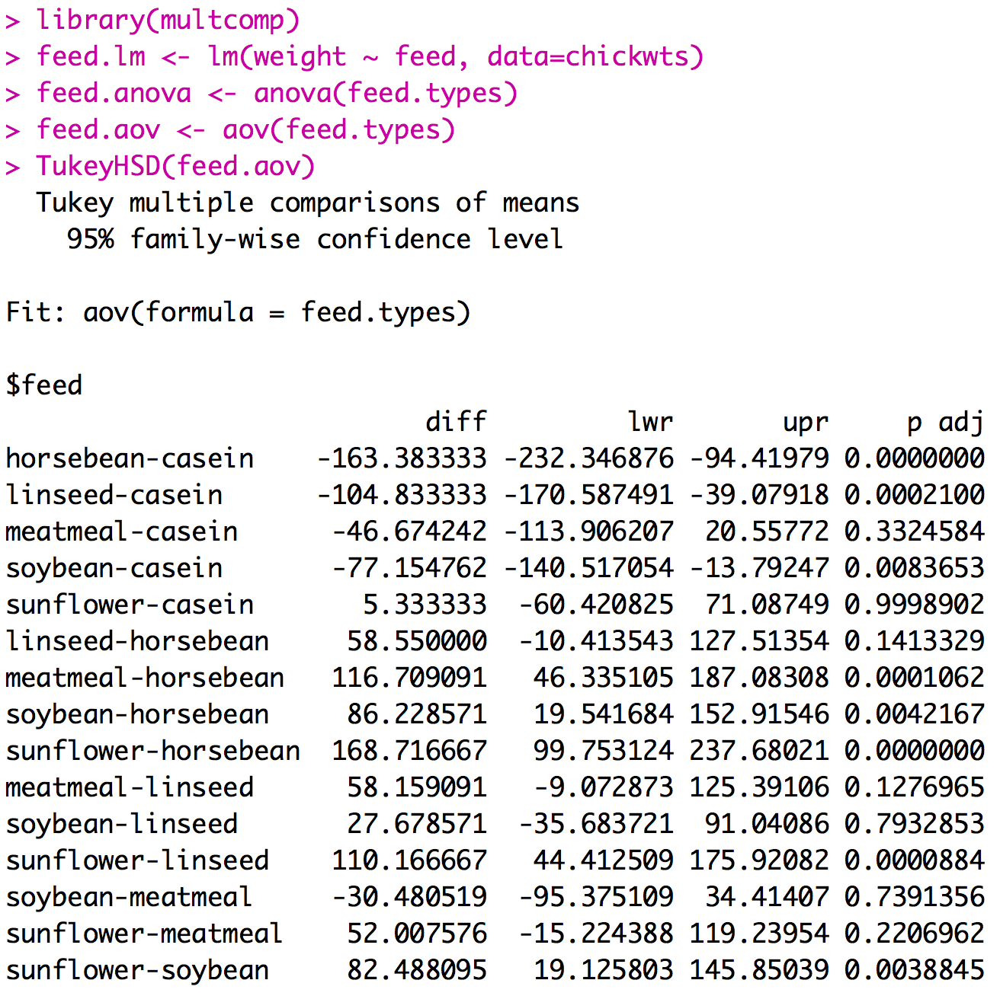 > library(multcomp)
> feed.lm <- lm(weight ~ feed, data=chickwts)
> feed.anova <- anova(feed.types)
> feed.aov <- aov(feed.types)
> TukeyHSD(feed.aov)
  Tukey multiple comparisons of means
    95% family-wise confidence level

Fit: aov(formula = feed.types)

$feed
                           diff         lwr       upr     p adj
horsebean-casein    -163.383333 -232.346876 -94.41979 0.0000000
linseed-casein      -104.833333 -170.587491 -39.07918 0.0002100
meatmeal-casein      -46.674242 -113.906207  20.55772 0.3324584
soybean-casein       -77.154762 -140.517054 -13.79247 0.0083653
sunflower-casein       5.333333  -60.420825  71.08749 0.9998902
linseed-horsebean     58.550000  -10.413543 127.51354 0.1413329
meatmeal-horsebean   116.709091   46.335105 187.08308 0.0001062
soybean-horsebean     86.228571   19.541684 152.91546 0.0042167
sunflower-horsebean  168.716667   99.753124 237.68021 0.0000000
meatmeal-linseed      58.159091   -9.072873 125.39106 0.1276965
soybean-linseed       27.678571  -35.683721  91.04086 0.7932853
sunflower-linseed    110.166667   44.412509 175.92082 0.0000884
soybean-meatmeal     -30.480519  -95.375109  34.41407 0.7391356
sunflower-meatmeal    52.007576  -15.224388 119.23954 0.2206962
sunflower-soybean     82.488095   19.125803 145.85039 0.0038845